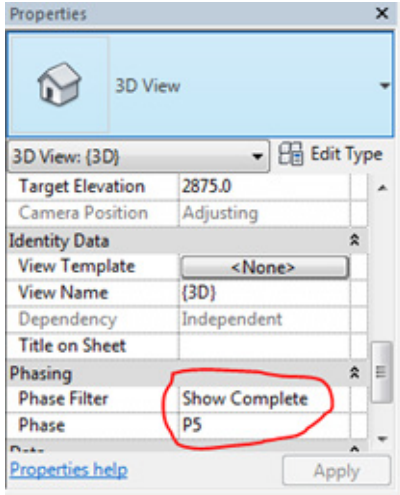 Properties
3D View
3D View: {3D} Edit Type
Target Elevation 2875.0
Camera Position Adjusting
Identity Data
View Template <None>
View Name {3D}
Dependency Independent
Title on Sheet
Phasing
Phase Filter Show Complete
Phase P5
Properties help Apply